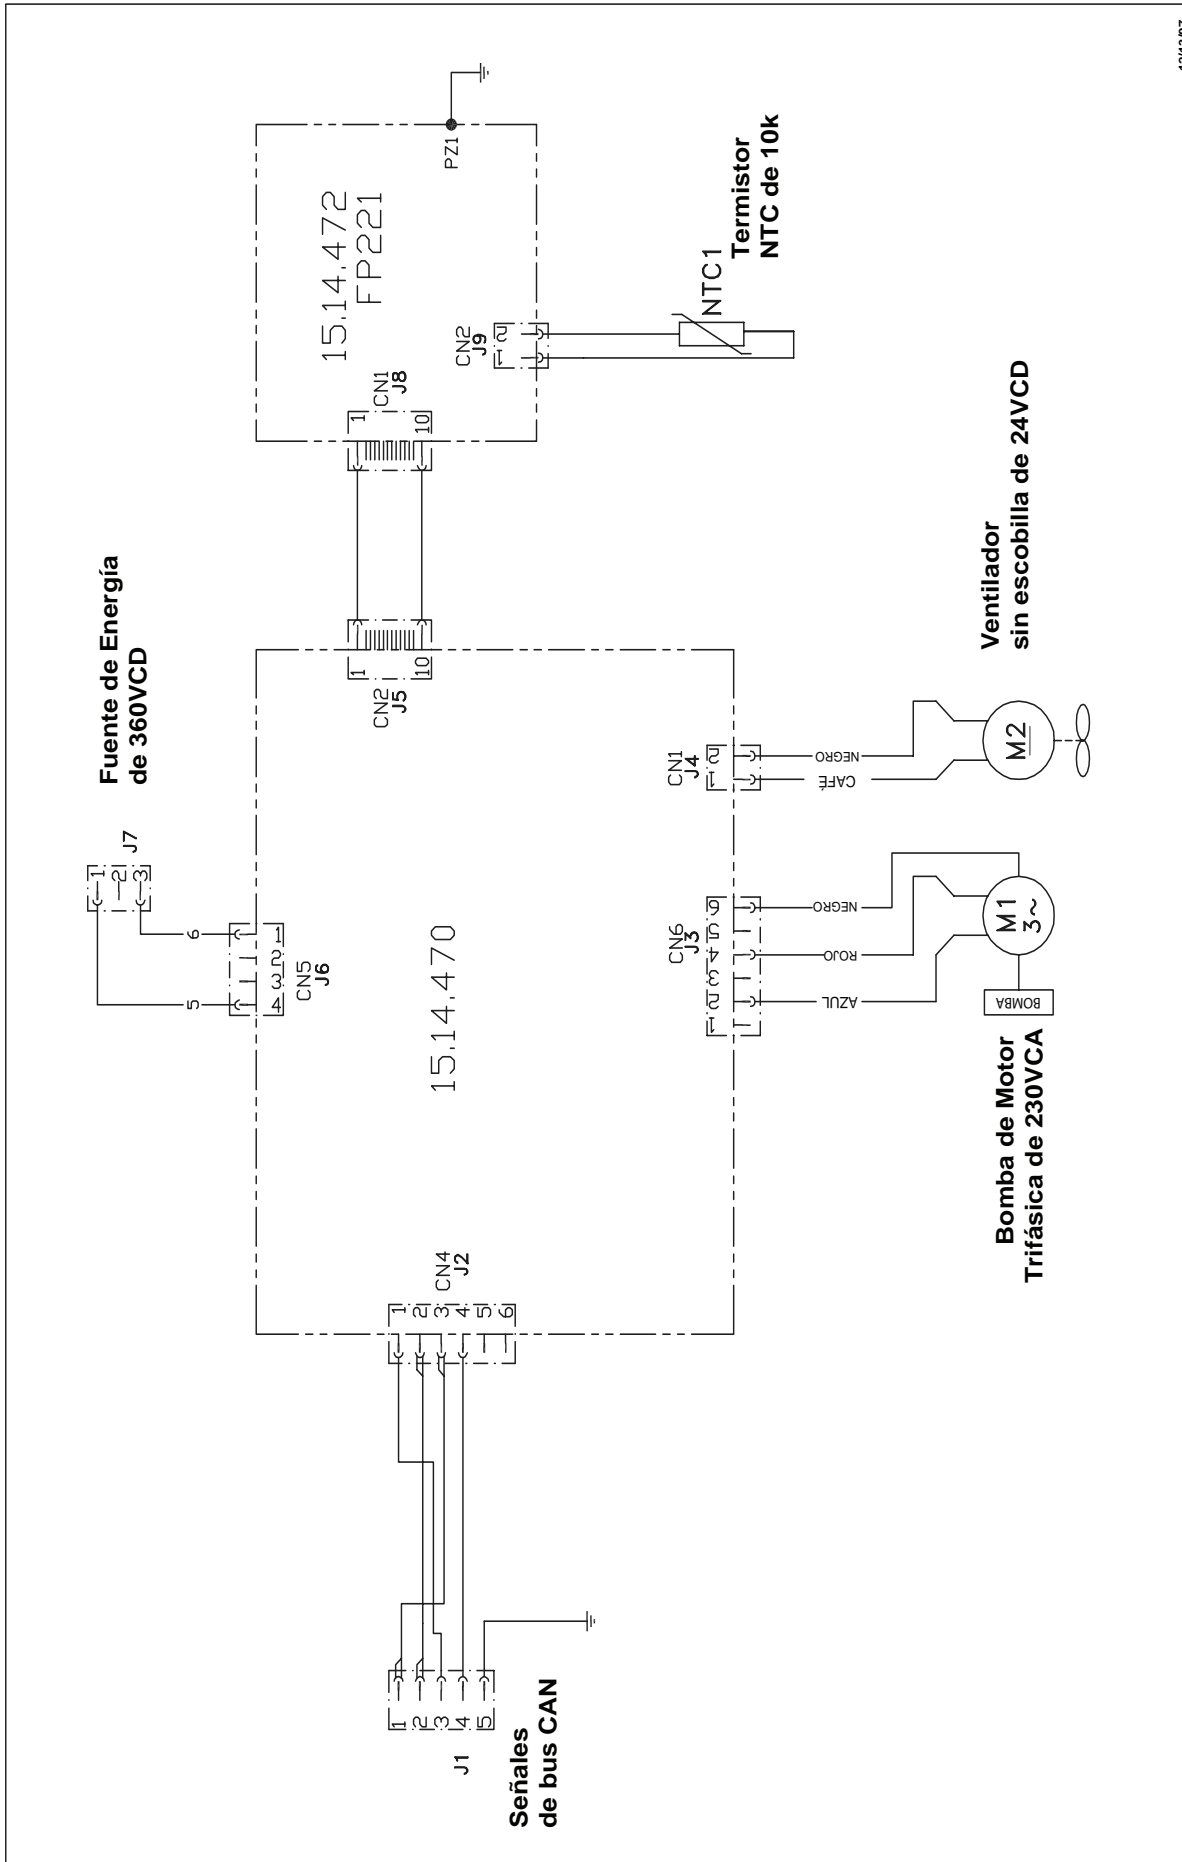 Fuente de Energía
de 360VCD
J7
1
2
3
6
5
1
2
3
4
CN5
J6
15.14.470
15.14.472
FP221
PZ1
CN2
J5
1
10
CN1
J8
1
10
CN2
J9
1
2
NTC1
Termistor
NTC de 10k
CN4
J2
1
2
3
4
5
6
J1
1
2
3
4
5
Señales
de bus CAN
CN6
J3
1
2
3
4
5
6
AZUL
ROJO
NEGRO
M1
3~
BOMBA
Bomba de Motor
Trifásica de 230VCA
CN1
J4
1
2
CAFÉ
NEGRO
M2
Ventilador
sin escobilla de 24VCD